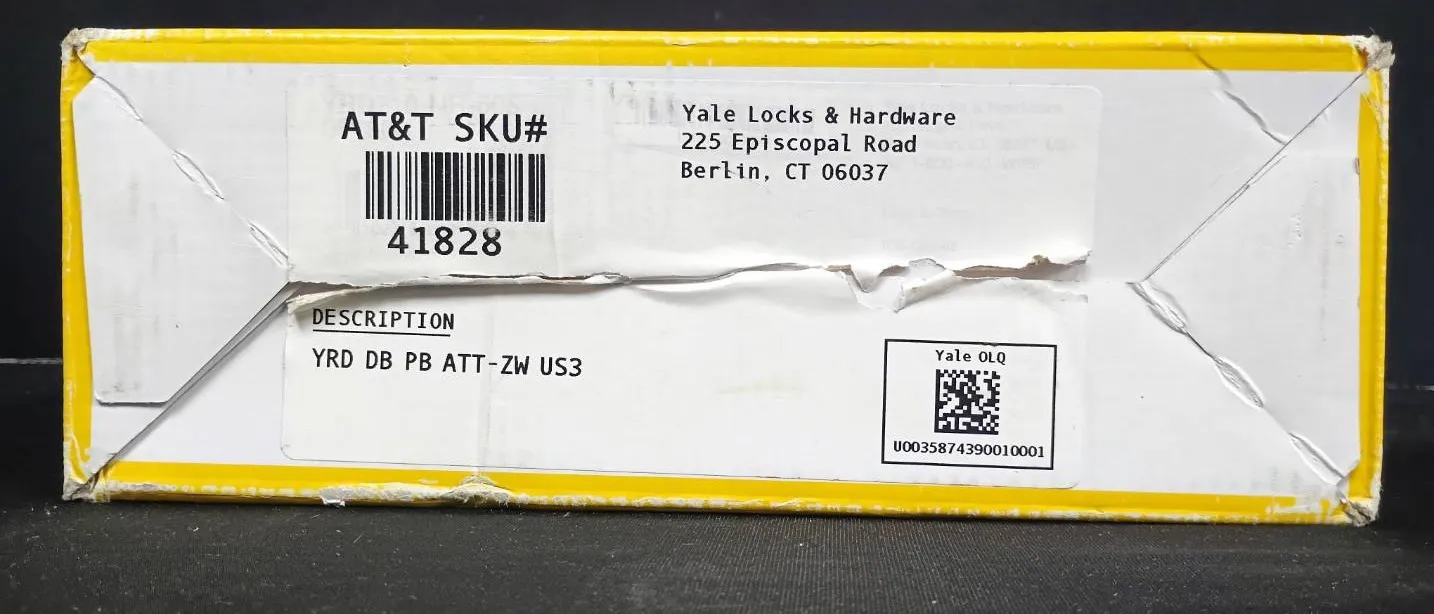 AT&T SKU#
41828
Yale Locks & Hardware
225 Episcopal Road
Berlin, CT 06037
DESCRIPTION
YRD DB PB ATT-ZW US3
Yale OLQ
U0035874390010001